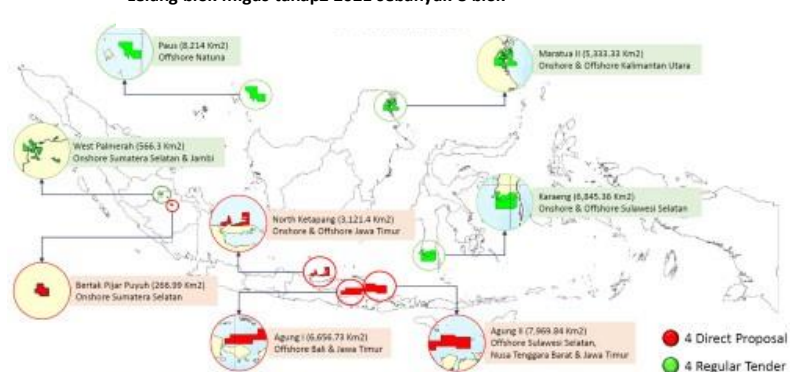 Paus (8,214 Km2)
Offshore Natuna
Maratua II (5,333.33 Km2)
Onshore & Offshore Kalimantan Utara
West Palmerah (566.3 Km2)
Onshore Sumatera Selatan & Jambi
North Ketapang (3,121.4 Km2)
Onshore & Offshore Jawa Timur
Karaeng (6,845.36 Km2)
Onshore & Offshore Sulawesi Selatan
Bertak Pijar Puyuh (266.99 Km2)
Onshore Sumatera Selatan
Agung I (6,656.73 Km2)
Offshore Bali & Jawa Timur
Agung II (7,969.84 Km2)
Offshore Sulawesi Selatan,
Nusa Tenggara Barat & Jawa Timur
4 Direct Proposal
4 Regular Tender